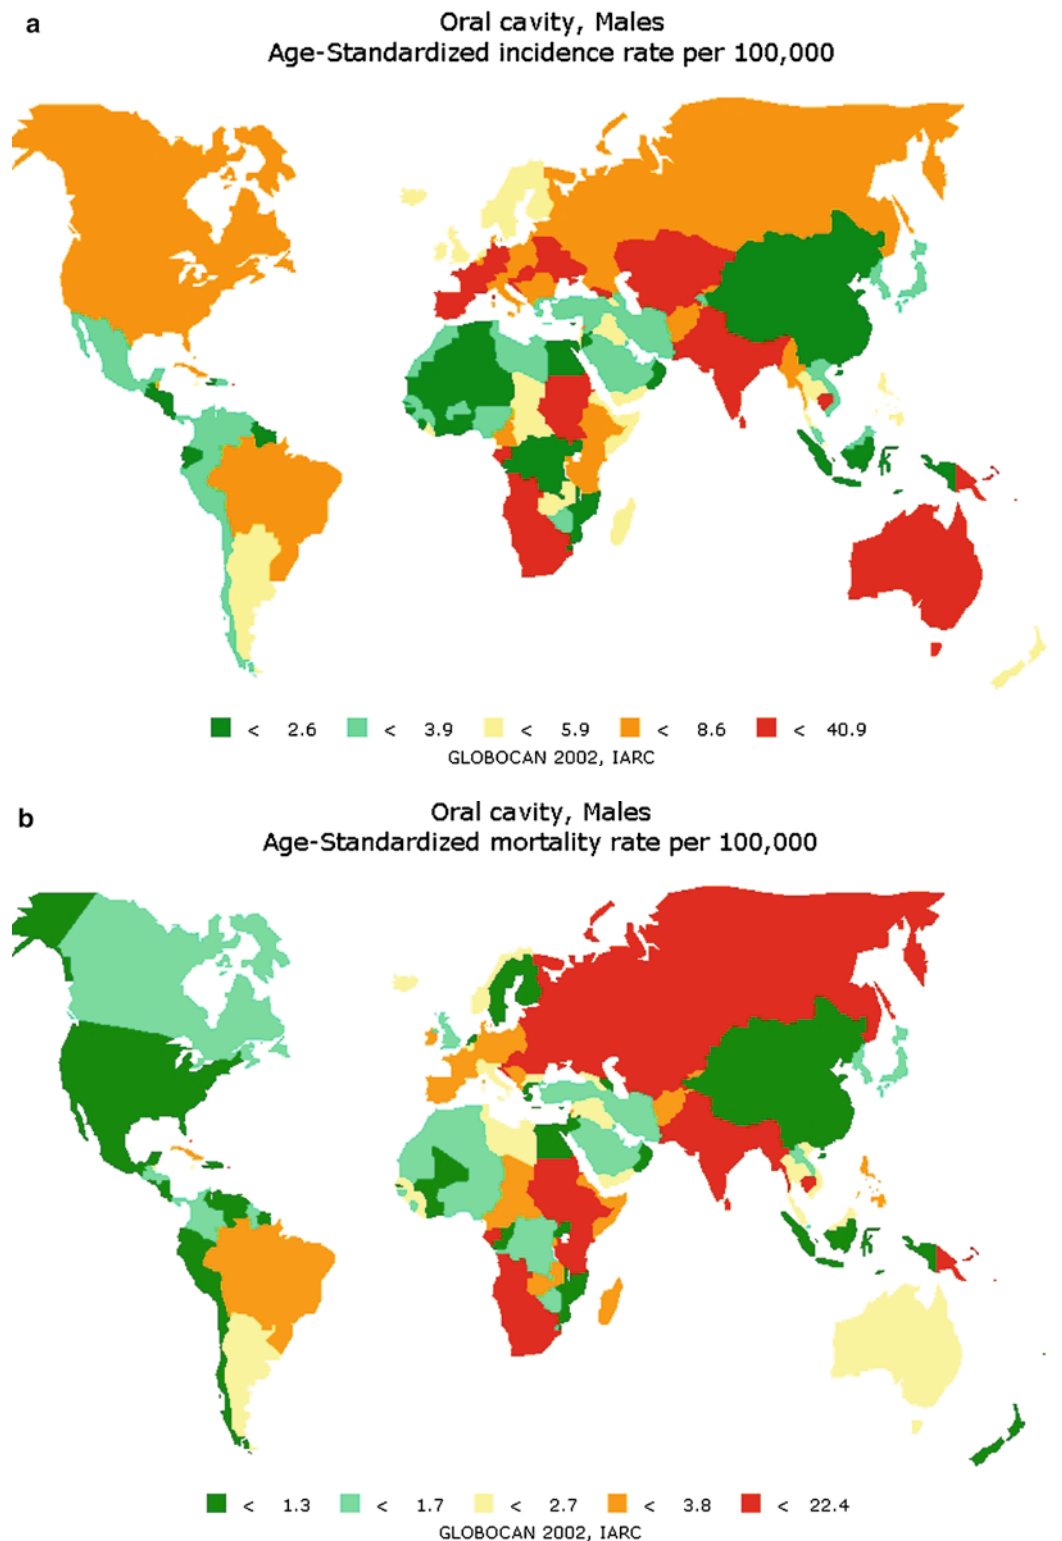 a
Oral cavity, Males
Age-Standardized incidence rate per 100,000
< 2.6 < 3.9 < 5.9 < 8.6 < 40.9
GLOBOCAN 2002, IARC
b
Oral cavity, Males
Age-Standardized mortality rate per 100,000
< 1.3 < 1.7 < 2.7 < 3.8 < 22.4
GLOBOCAN 2002, IARC